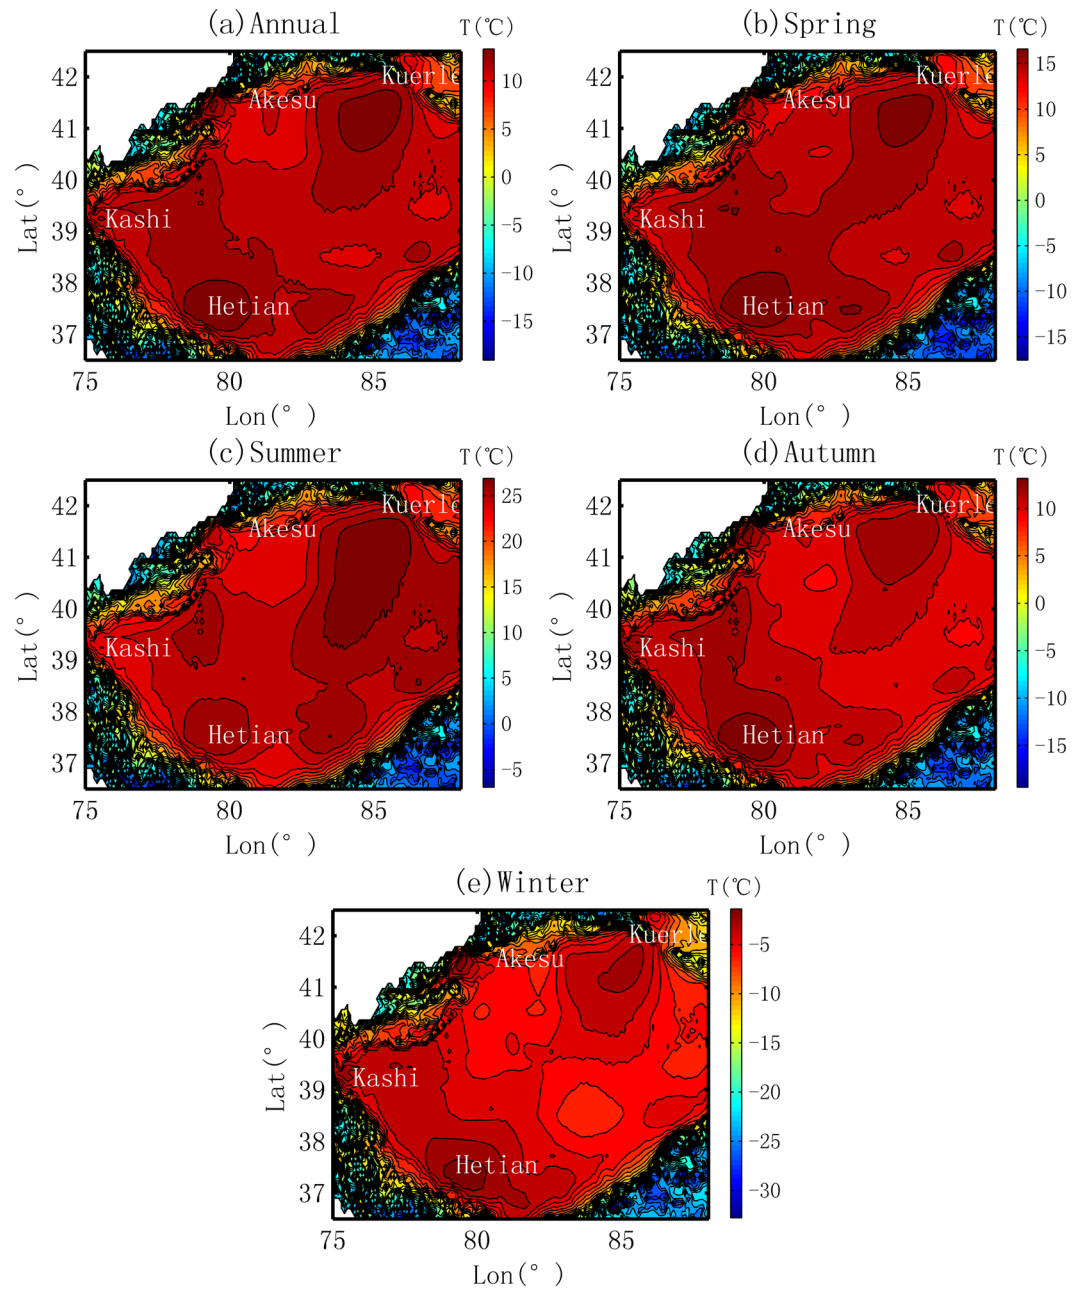 (a)Annual T(℃)
(b)Spring T(℃)
42
41
40
39
38
37
Lat(°)
75 80 85
Lon(°)
Kuerle
Akesu
Kashi
Hetian
10
5
0
−5
−10
−15
42
41
40
39
38
37
Lat(°)
75 80 85
Lon(°)
Kuerle
Akesu
Kashi
Hetian
15
10
5
0
−5
−10
−15
(c)Summer T(℃)
(d)Autumn T(℃)
42
41
40
39
38
37
Lat(°)
75 80 85
Lon(°)
Kuerle
Akesu
Kashi
Hetian
25
20
15
10
5
0
−5
42
41
40
39
38
37
Lat(°)
75 80 85
Lon(°)
Kuerle
Akesu
Kashi
Hetian
10
5
0
−5
−10
−15
(e)Winter T(℃)
42
41
40
39
38
37
Lat(°)
75 80 85
Lon(°)
Kuerle
Akesu
Kashi
Hetian
−5
−10
−15
−20
−25
−30